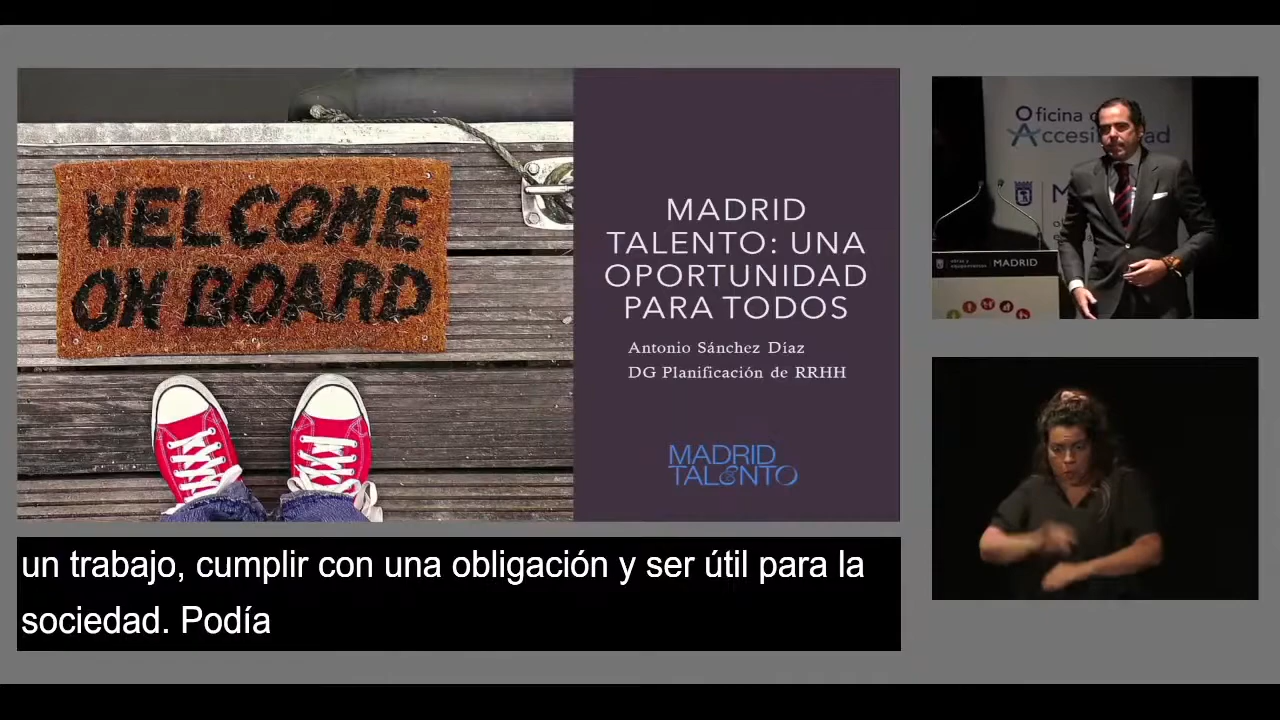 WELCOME
ON BOARD
MADRID
TALENTO: UNA
OPORTUNIDAD
PARA TODOS
Antonio Sánchez Díaz
DG Planificación de RRHH
MADRID
TALENTO
Oficina
Accesibilidad
MADRID
un trabajo, cumplir con una obligación y ser útil para la
sociedad. Podía